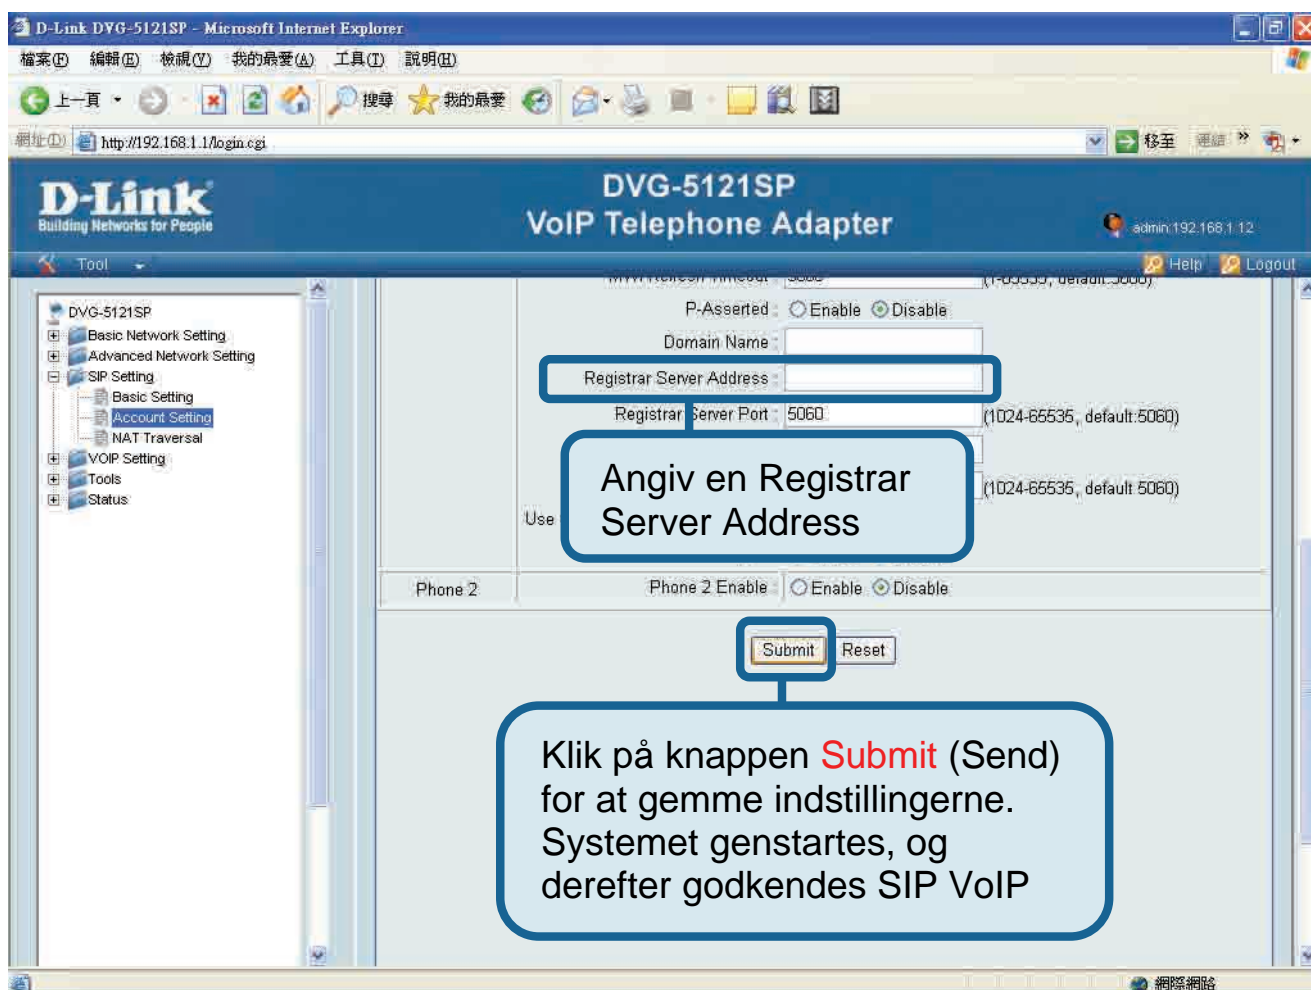 D-Link DVG-5121SP - Microsoft Internet Explorer
檔案(F) 編輯(E) 檢視(V) 我的最愛(A) 工具(T) 說明(H)
上一頁 搜尋 我的最愛
網址(D) http://192.168.1.1/login.cgi 移至 連結 »
D-Link
Building Networks for People
DVG-5121SP
VoIP Telephone Adapter
admin:192.168.1.12
Tool Help Logout
DVG-5121SP
Basic Network Setting
Advanced Network Setting
SIP Setting
Basic Setting
Account Setting
NAT Traversal
VOIP Setting
Tools
Status
P-Asserted : Enable Disable
Domain Name :
Registrar Server Address :
Registrar Server Port : 5060 (1024-65535, default:5060)
(1024-65535, default:5060)
Use
Angiv en Registrar
Server Address
Phone 2 Phone 2 Enable : Enable Disable
Submit Reset
Klik på knappen Submit (Send)
for at gemme indstillingerne.
Systemet genstartes, og
derefter godkendes SIP VoIP
網際網路